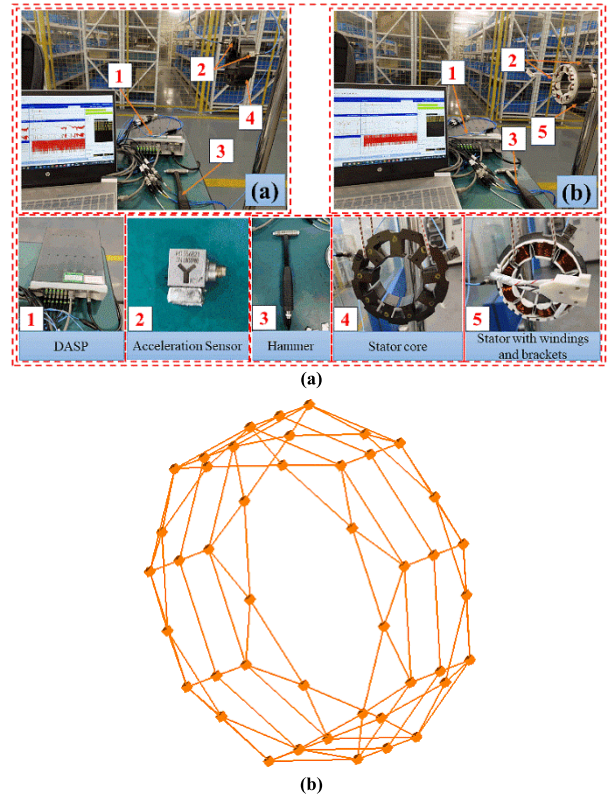 1
2
4
3
(a)
1
2
3
5
(b)
1
DASP
2
Acceleration Sensor
3
Hammer
4
Stator core
5
Stator with windings
and brackets
(a)
(b)